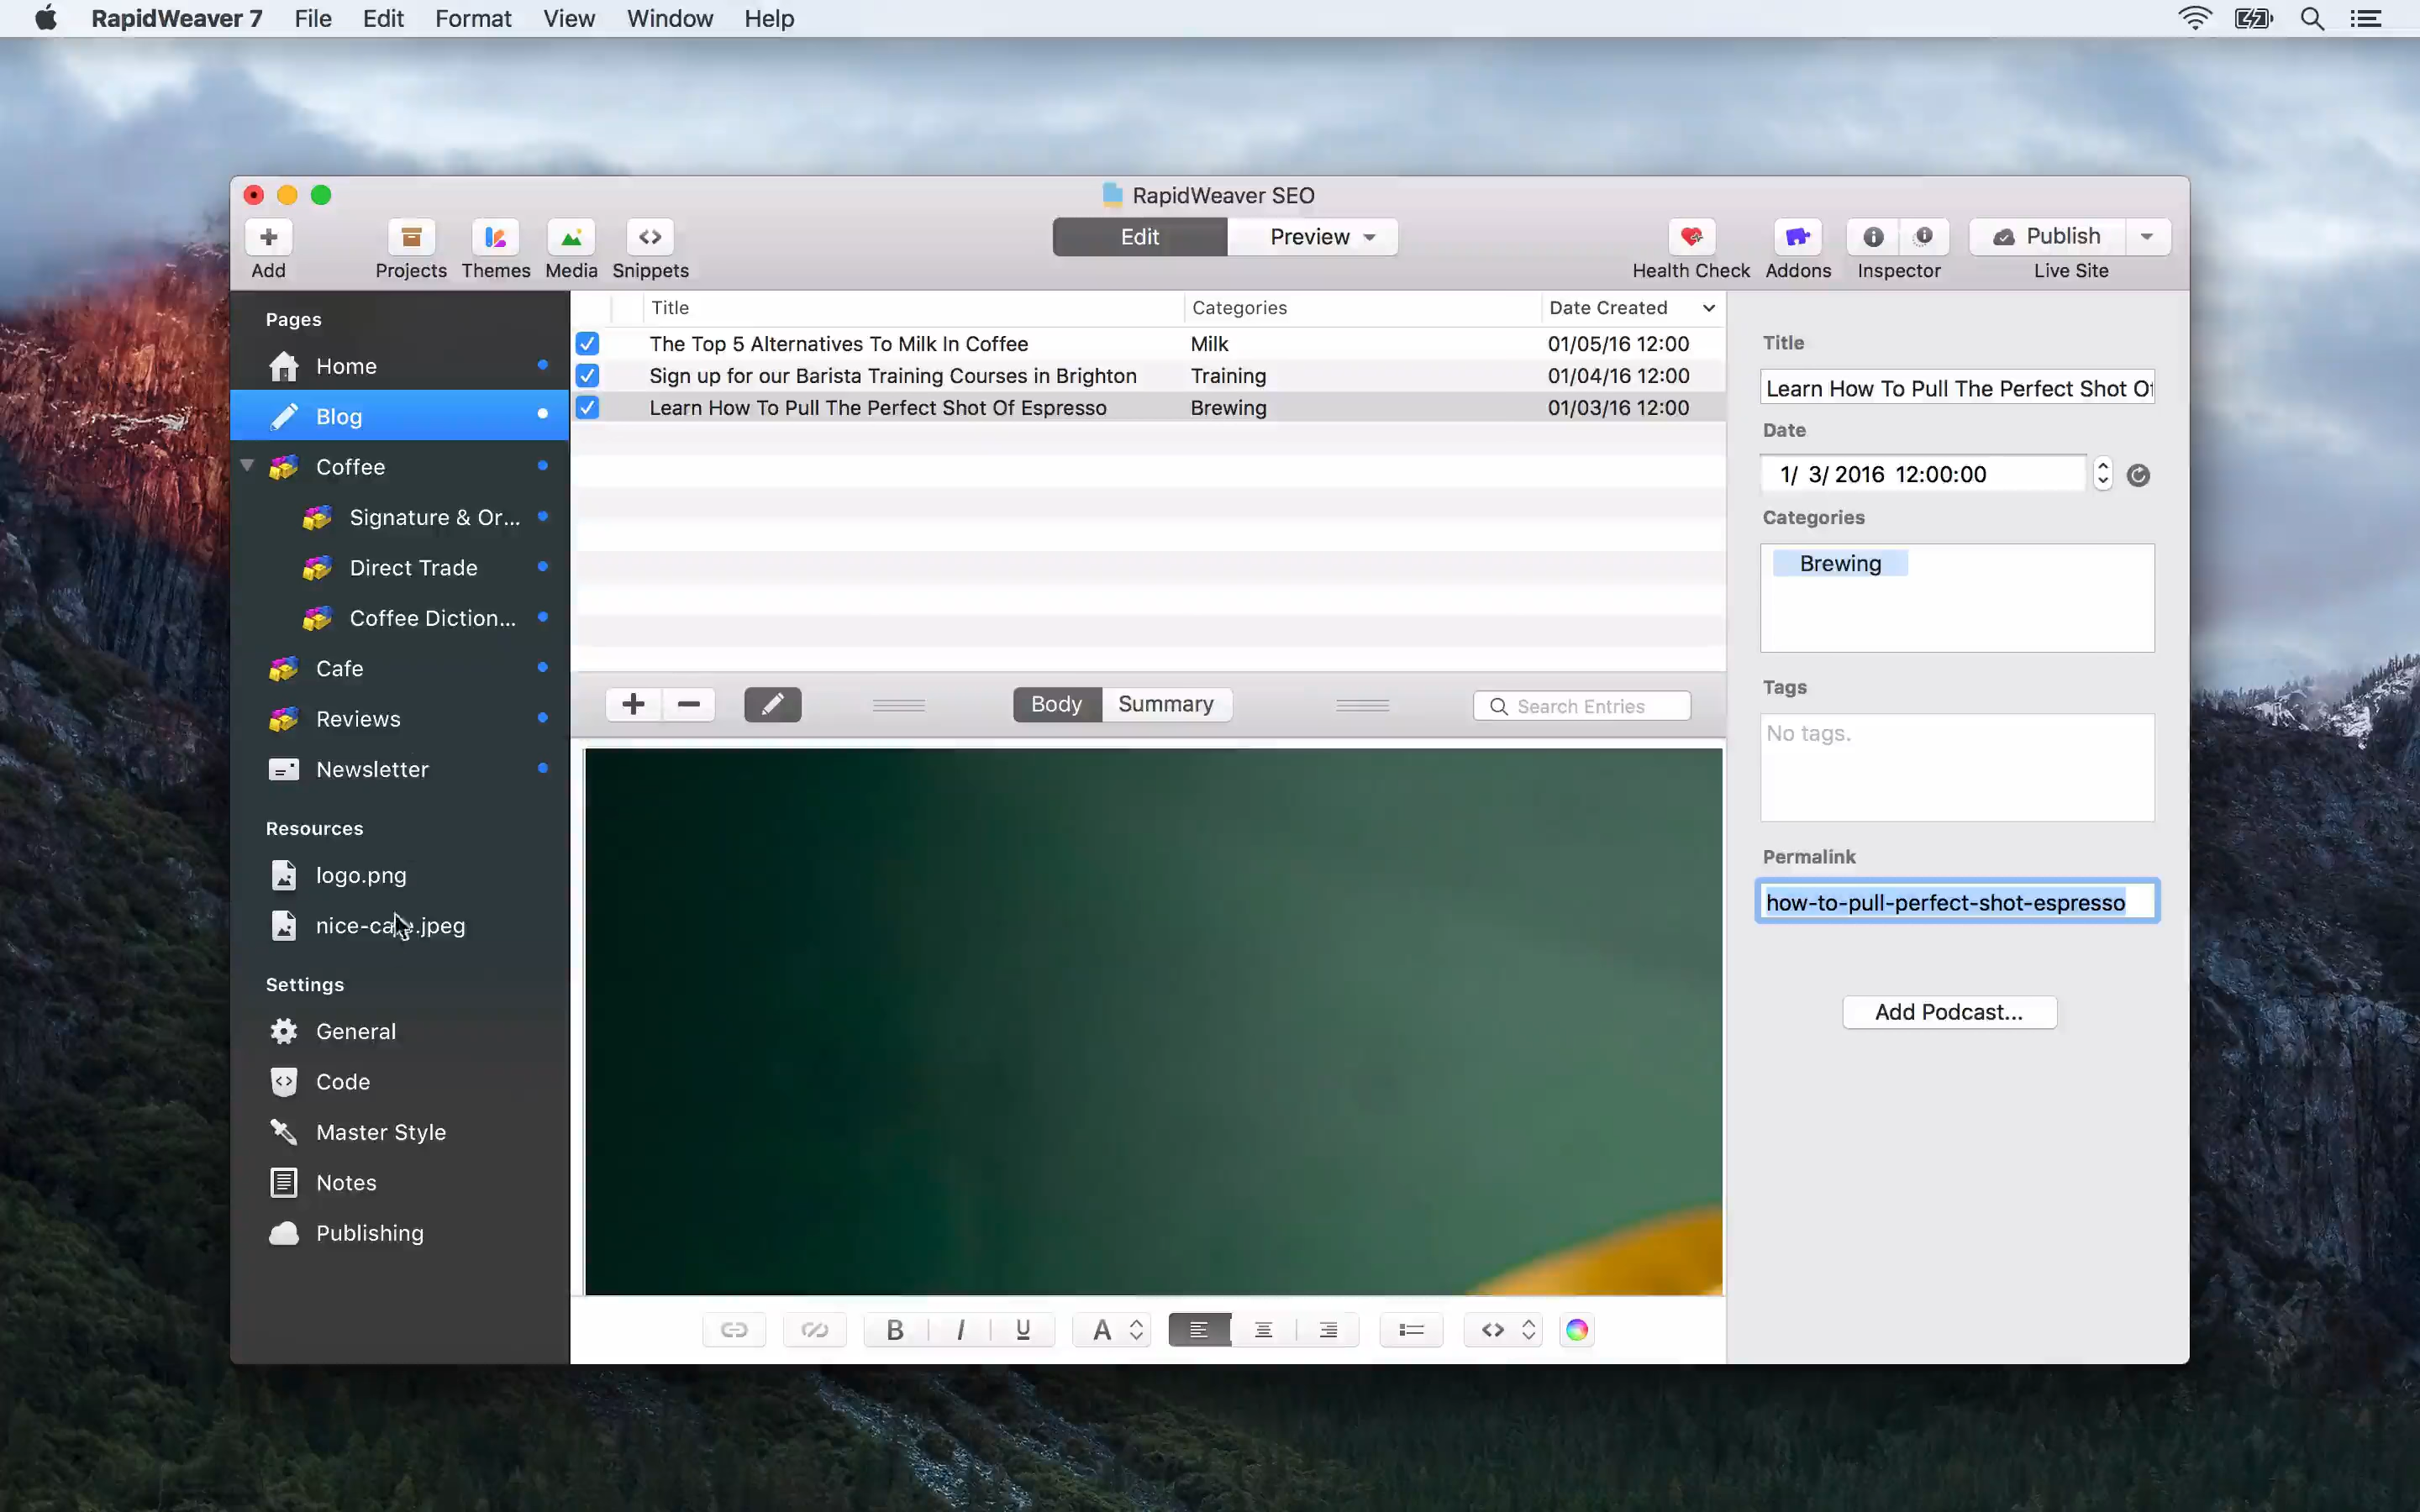 RapidWeaver 7 File Edit Format View Window Help
RapidWeaver SEO
Edit Preview
Publish
Add Projects Themes Media Snippets Health Check Addons Inspector Live Site
Pages
Home
Blog
Coffee
Signature & Or...
Direct Trade
Coffee Diction...
Cafe
Reviews
Newsletter
Resources
logo.png
.jpeg
Settings
General
Code
Master Style
Notes
Publishing
Title Categories Date Created
The Top 5 Alternatives To Milk In Coffee Milk 01/05/16 12:00
Sign up for our Barista Training Courses in Brighton Training 01/04/16 12:00
Learn How To Pull The Perfect Shot Of Espresso Brewing 01/03/16 12:00
Body Summary Search Entries
B I U A
Title
Learn How To Pull The Perfect Shot Of
Date
1/ 3/ 2016 12:00:00
Categories
Brewing
Tags
No tags.
Permalink
how-to-pull-perfect-shot-espresso
Add Podcast...